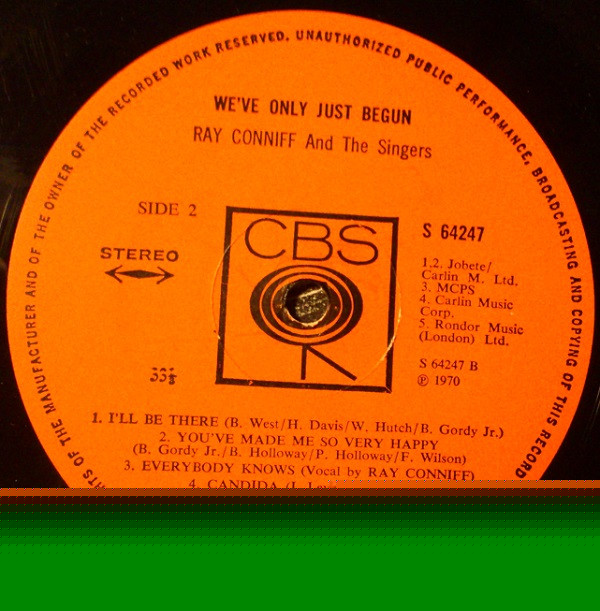 HTS OF THE MANUFACTURER AND OF THE OWNER OF THE RECORDED WORK RESERVED. UNAUTHORIZED PUBLIC PERFORMANCE, BROADCASTING AND COPYING OF THIS RECORD
WE'VE ONLY JUST BEGUN
RAY CONNIFF And The Singers
SIDE 2
STEREO
33⅓
CBS
S 64247
1.2. Jobete/
Carlin M. Ltd.
3. MCPS
4. Carlin Music
Corp.
5. Rondor Music
(London) Ltd.
S 64247 B
℗ 1970
1. I'LL BE THERE (B. West/H. Davis/W. Hutch/B. Gordy Jr.)
2. YOU'VE MADE ME SO VERY HAPPY
(B. Gordy Jr./B. Holloway/P. Holloway/F. Wilson)
3. EVERYBODY KNOWS (Vocal by RAY CONNIFF)
4. CANDIDA